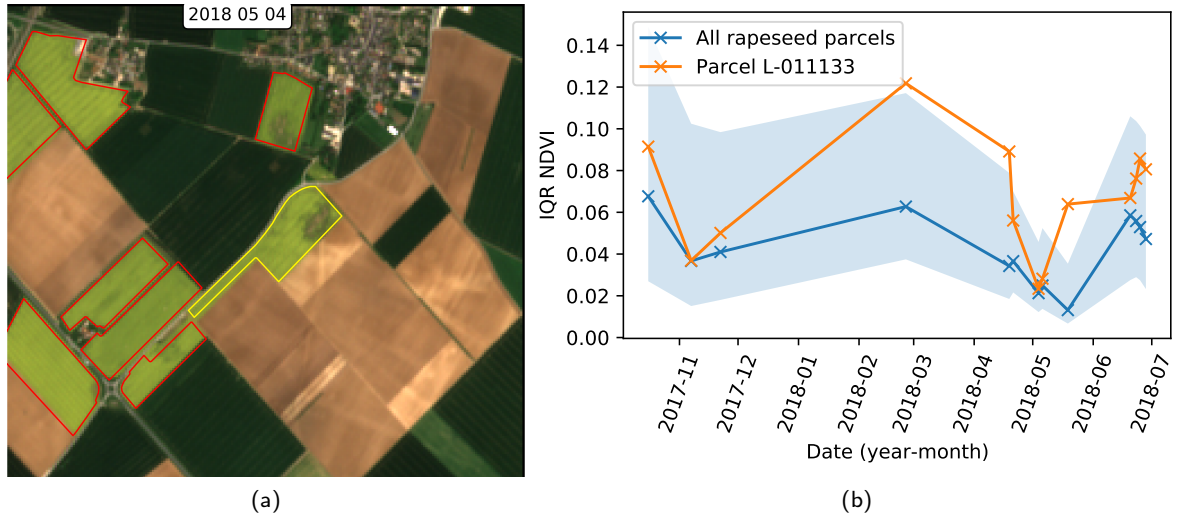 2018 05 04
(a)
All rapeseed parcels
Parcel L-011133
IQR NDVI
0.14
0.12
0.10
0.08
0.06
0.04
0.02
0.00
2017-11
2017-12
2018-01
2018-02
2018-03
2018-04
2018-05
2018-06
2018-07
Date (year-month)
(b)